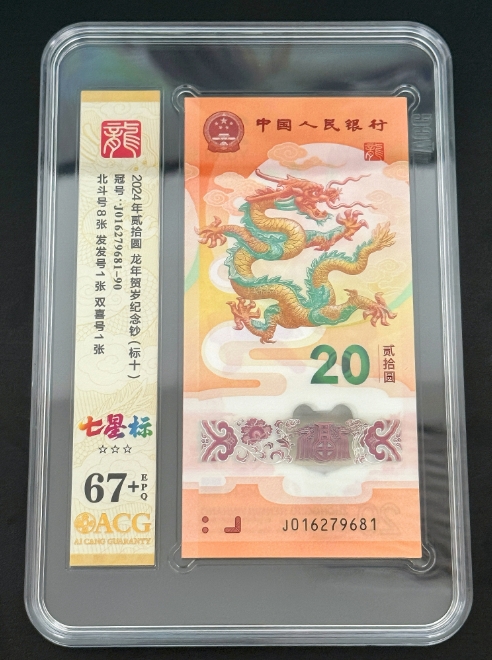 龍
2024年贰拾圆 龙年贺岁纪念钞（标十）
冠号：J016279681-90
北斗号8张 发发号1张 双喜号1张
七星标
☆☆☆
67+EPQ
ACG
AI CANG GUARANTY
中国人民银行
龍
20
贰拾圆
J016279681